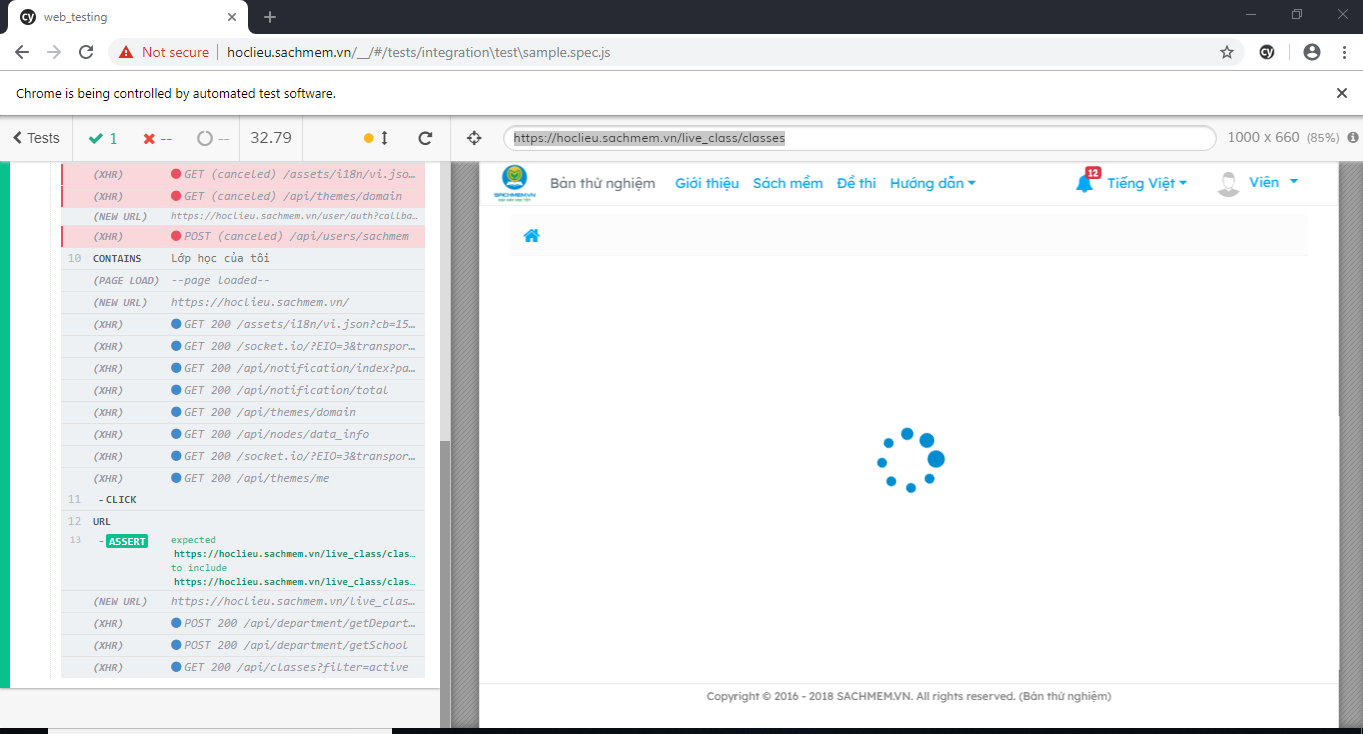 web_testing
Not secure hoclieu.sachmem.vn/__/#/tests/integration\test\sample.spec.js
Chrome is being controlled by automated test software.
Tests 1 -- -- 32.79 https://hoclieu.sachmem.vn/live_class/classes 1000 x 660 (85%)
(XHR) GET (canceled) /assets/i18n/vi.jso...
(XHR) GET (canceled) /api/themes/domain
(NEW URL) https://hoclieu.sachmem.vn/user/auth?callba...
(XHR) POST (canceled) /api/users/sachmem
10 CONTAINS Lớp học của tôi
(PAGE LOAD) --page loaded--
(NEW URL) https://hoclieu.sachmem.vn/
(XHR) GET 200 /assets/i18n/vi.json?cb=15...
(XHR) GET 200 /socket.io/?EIO=3&transpor...
(XHR) GET 200 /api/notification/index?pa...
(XHR) GET 200 /api/notification/total
(XHR) GET 200 /api/themes/domain
(XHR) GET 200 /api/nodes/data_info
(XHR) GET 200 /socket.io/?EIO=3&transpor...
(XHR) GET 200 /api/themes/me
11 - CLICK
12 URL
13 - ASSERT expected
https://hoclieu.sachmem.vn/live_class/clas...
to include
https://hoclieu.sachmem.vn/live_class/clas...
(NEW URL) https://hoclieu.sachmem.vn/live_clas...
(XHR) POST 200 /api/department/getDepart...
(XHR) POST 200 /api/department/getSchool
(XHR) GET 200 /api/classes?filter=active
SACHMEM.VN
Bản thử nghiệm Giới thiệu Sách mềm Đề thi Hướng dẫn 12 Tiếng Việt Viên
Copyright © 2016 - 2018 SACHMEM.VN. All rights reserved. (Bản thử nghiệm)